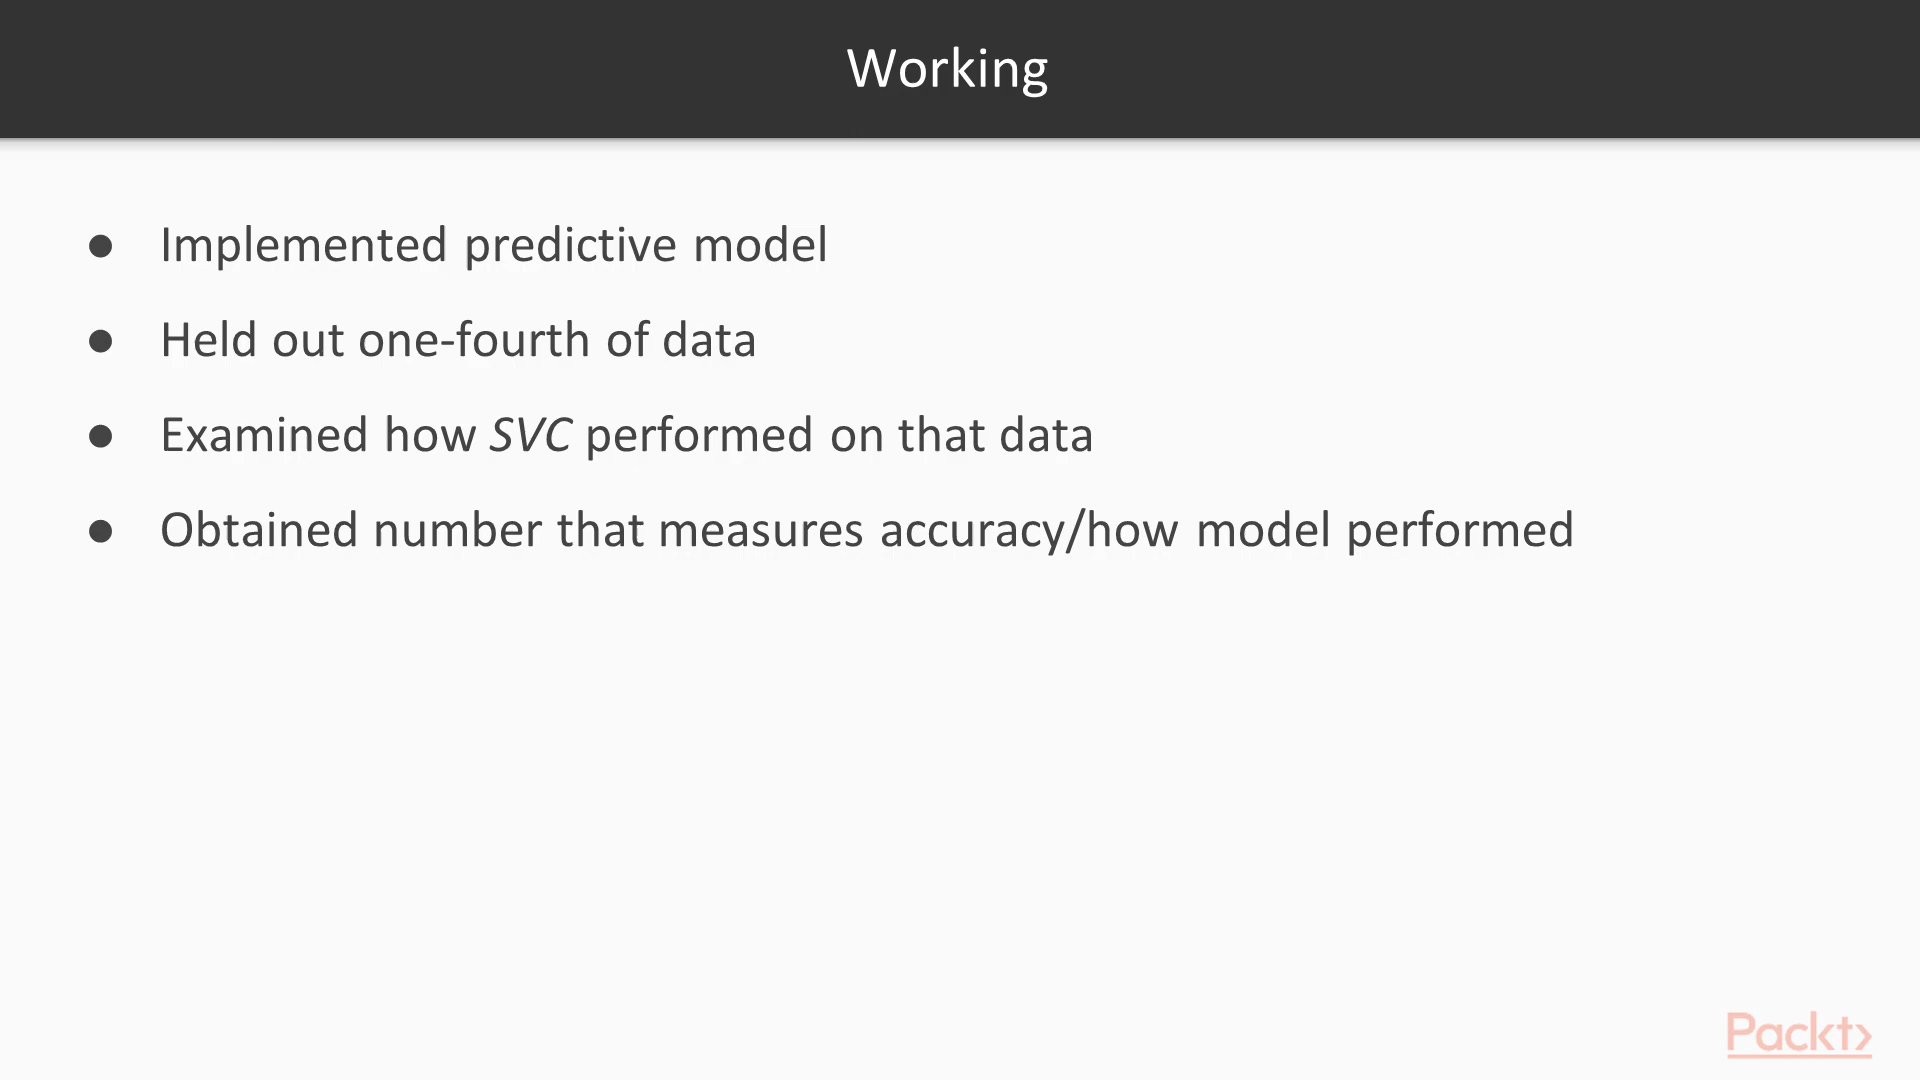 Working
● Implemented predictive model
● Held out one-fourth of data
● Examined how SVC performed on that data
● Obtained number that measures accuracy/how model performed
Packt>